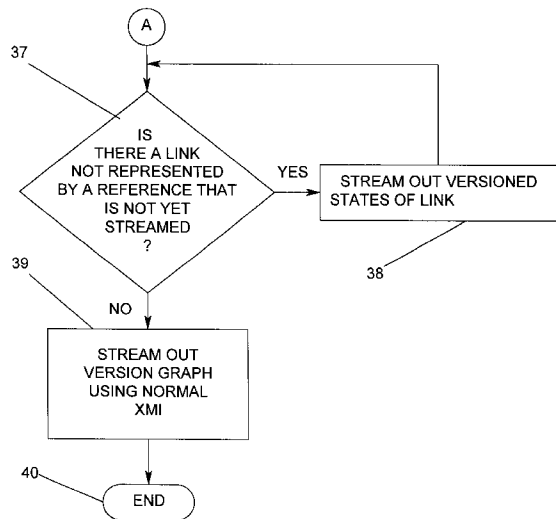 A
37
IS
THERE A LINK
NOT REPRESENTED
BY A REFERENCE THAT
IS NOT YET
STREAMED
?
YES
STREAM OUT VERSIONED
STATES OF LINK
38
39
NO
STREAM OUT
VERSION GRAPH
USING NORMAL
XMI
40
END